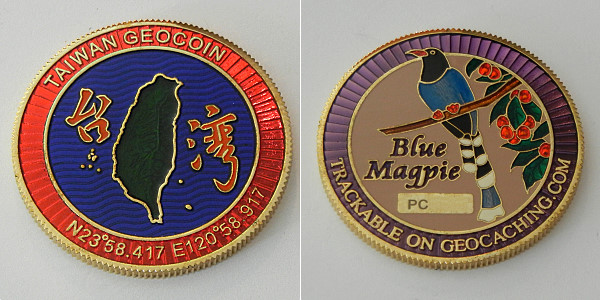 TAIWAN GEOCOIN
台灣
N23°58.417 E120°58.917
Blue
Magpie
PC
TRACKABLE ON GEOCACHING.COM